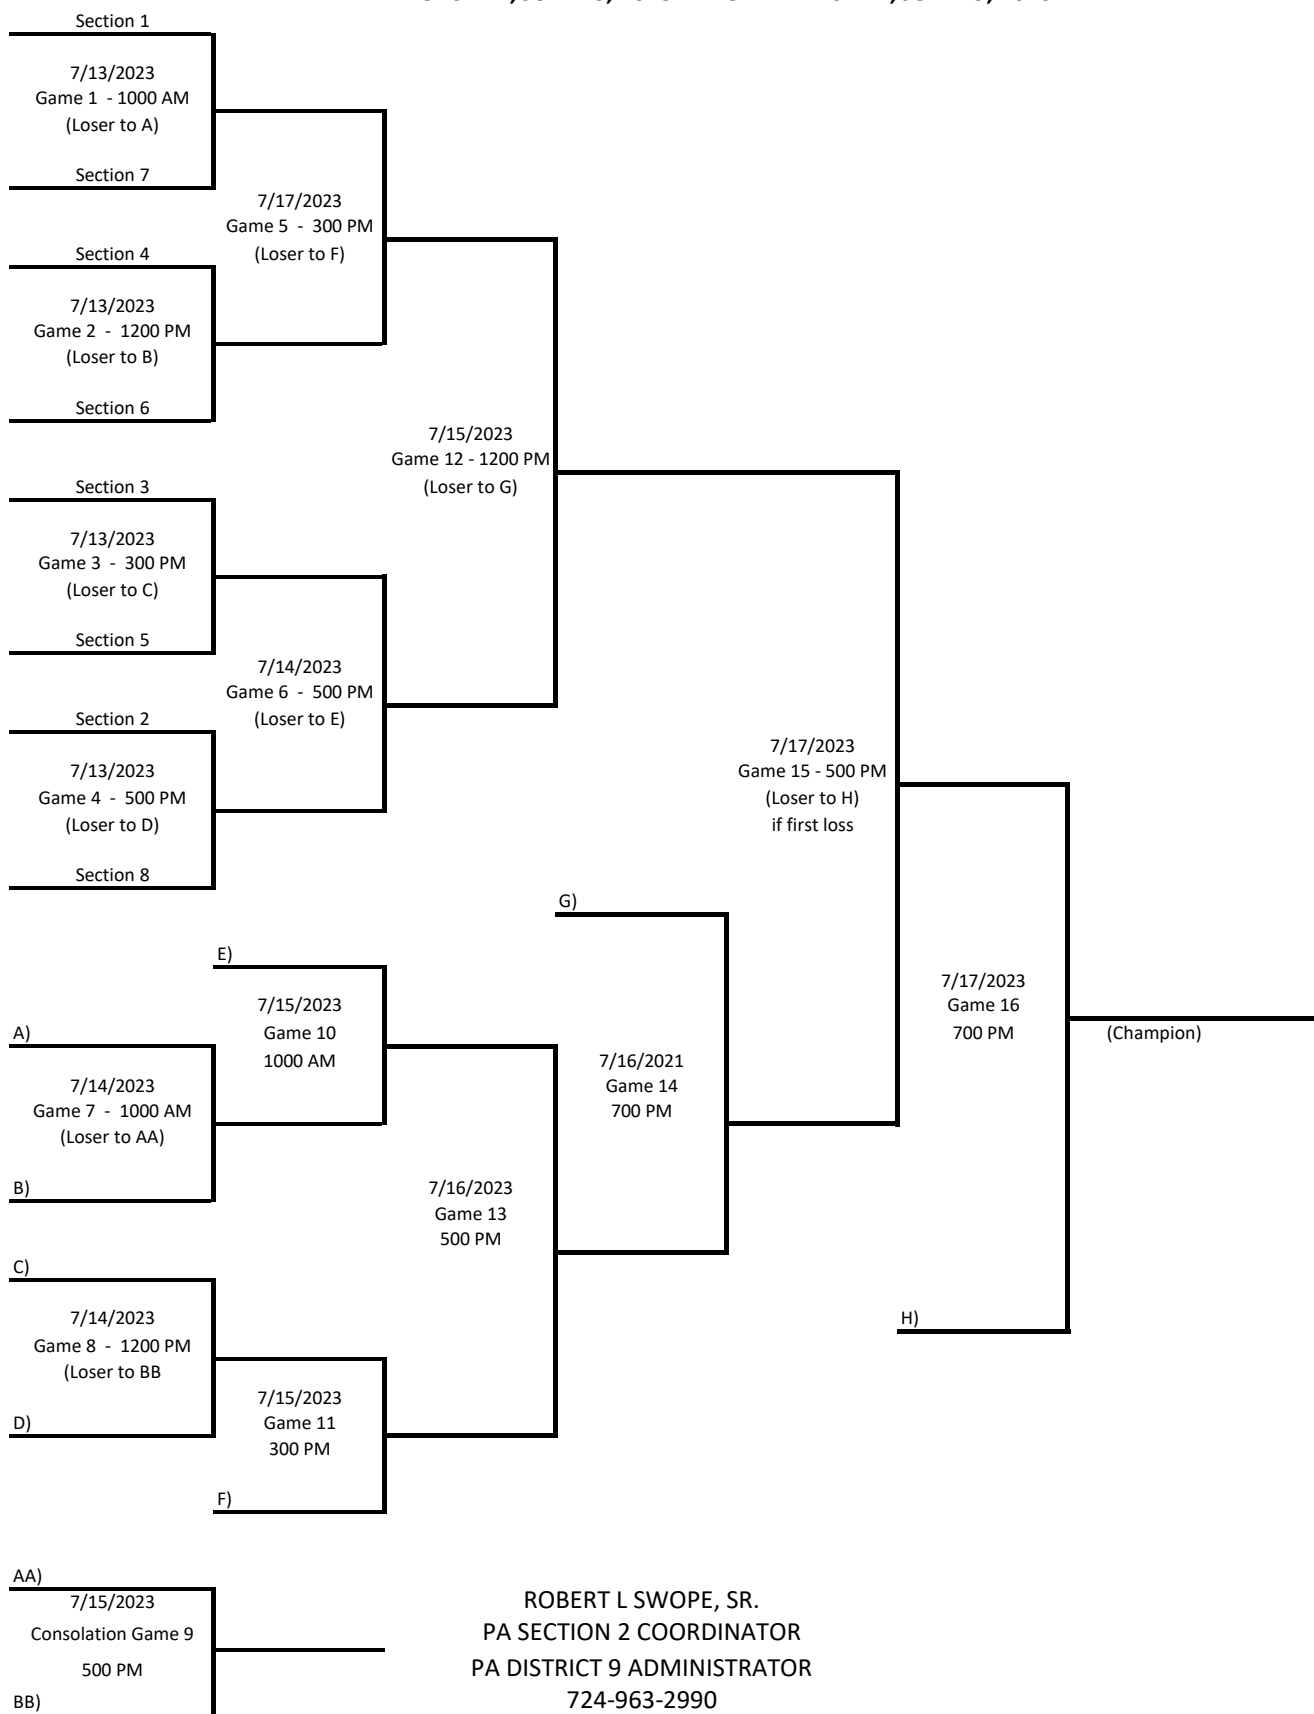 Section 1
7/13/2023
Game 1 - 1000 AM
(Loser to A)
Section 7
7/17/2023
Game 5 - 300 PM
(Loser to F)
Section 4
7/13/2023
Game 2 - 1200 PM
(Loser to B)
Section 6
7/15/2023
Game 12 - 1200 PM
(Loser to G)
Section 3
7/13/2023
Game 3 - 300 PM
(Loser to C)
Section 5
7/14/2023
Game 6 - 500 PM
(Loser to E)
Section 2
7/13/2023
Game 4 - 500 PM
(Loser to D)
Section 8
7/17/2023
Game 15 - 500 PM
(Loser to H)
if first loss
G)
E)
7/15/2023
Game 10
1000 AM
7/17/2023
Game 16
700 PM
(Champion)
A)
7/14/2023
Game 7 - 1000 AM
(Loser to AA)
B)
7/16/2021
Game 14
700 PM
7/16/2023
Game 13
500 PM
C)
7/14/2023
Game 8 - 1200 PM
(Loser to BB
D)
H)
7/15/2023
Game 11
300 PM
F)
AA)
7/15/2023
Consolation Game 9
500 PM
BB)
ROBERT L SWOPE, SR.
PA SECTION 2 COORDINATOR
PA DISTRICT 9 ADMINISTRATOR
724-963-2990